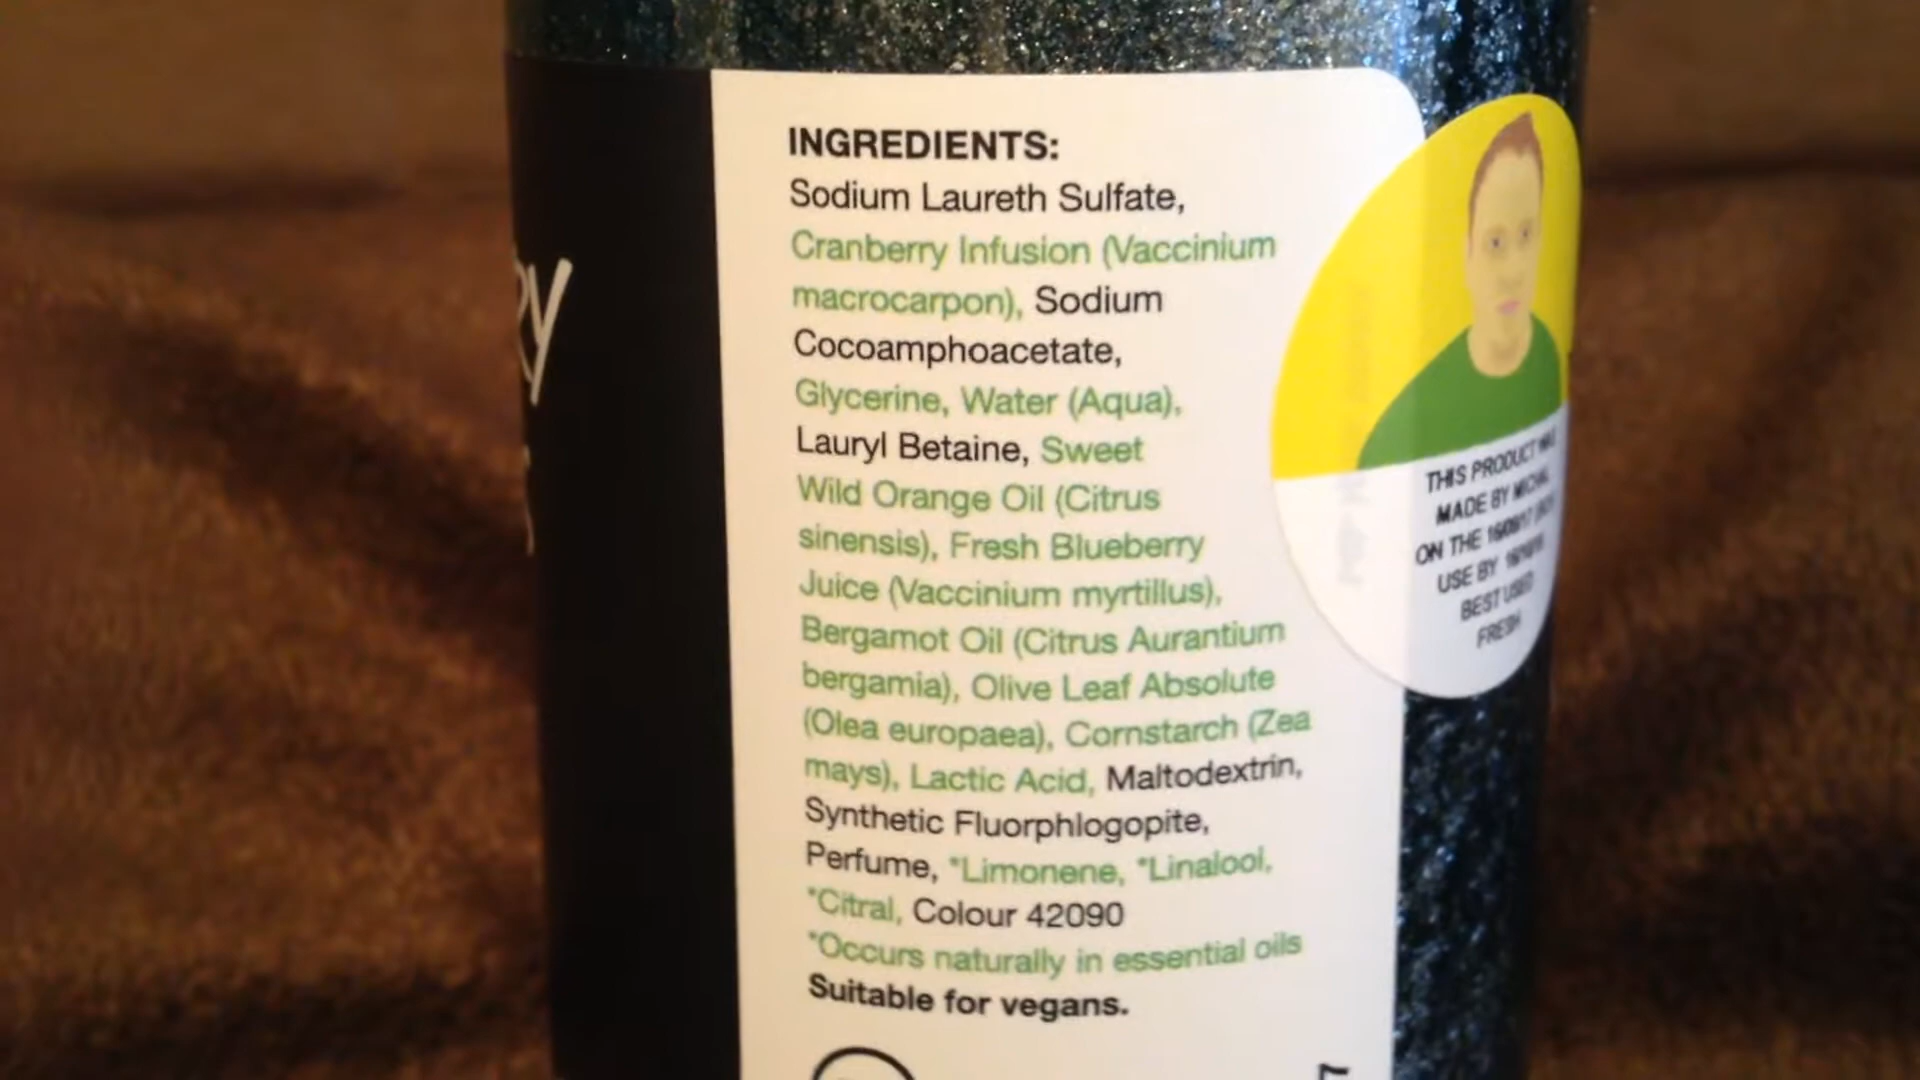 INGREDIENTS:
Sodium Laureth Sulfate,
Cranberry Infusion (Vaccinium
macrocarpon), Sodium
Cocoamphoacetate,
Glycerine, Water (Aqua),
Lauryl Betaine, Sweet
Wild Orange Oil (Citrus
sinensis), Fresh Blueberry
Juice (Vaccinium myrtillus),
Bergamot Oil (Citrus Aurantium
bergamia), Olive Leaf Absolute
(Olea europaea), Cornstarch (Zea
mays), Lactic Acid, Maltodextrin,
Synthetic Fluorphlogopite,
Perfume, *Limonene, *Linalool,
*Citral, Colour 42090
*Occurs naturally in essential oils
Suitable for vegans.
THIS PRODUCT
MADE BY
ON THE
USE BY
BEST USED
FRESH